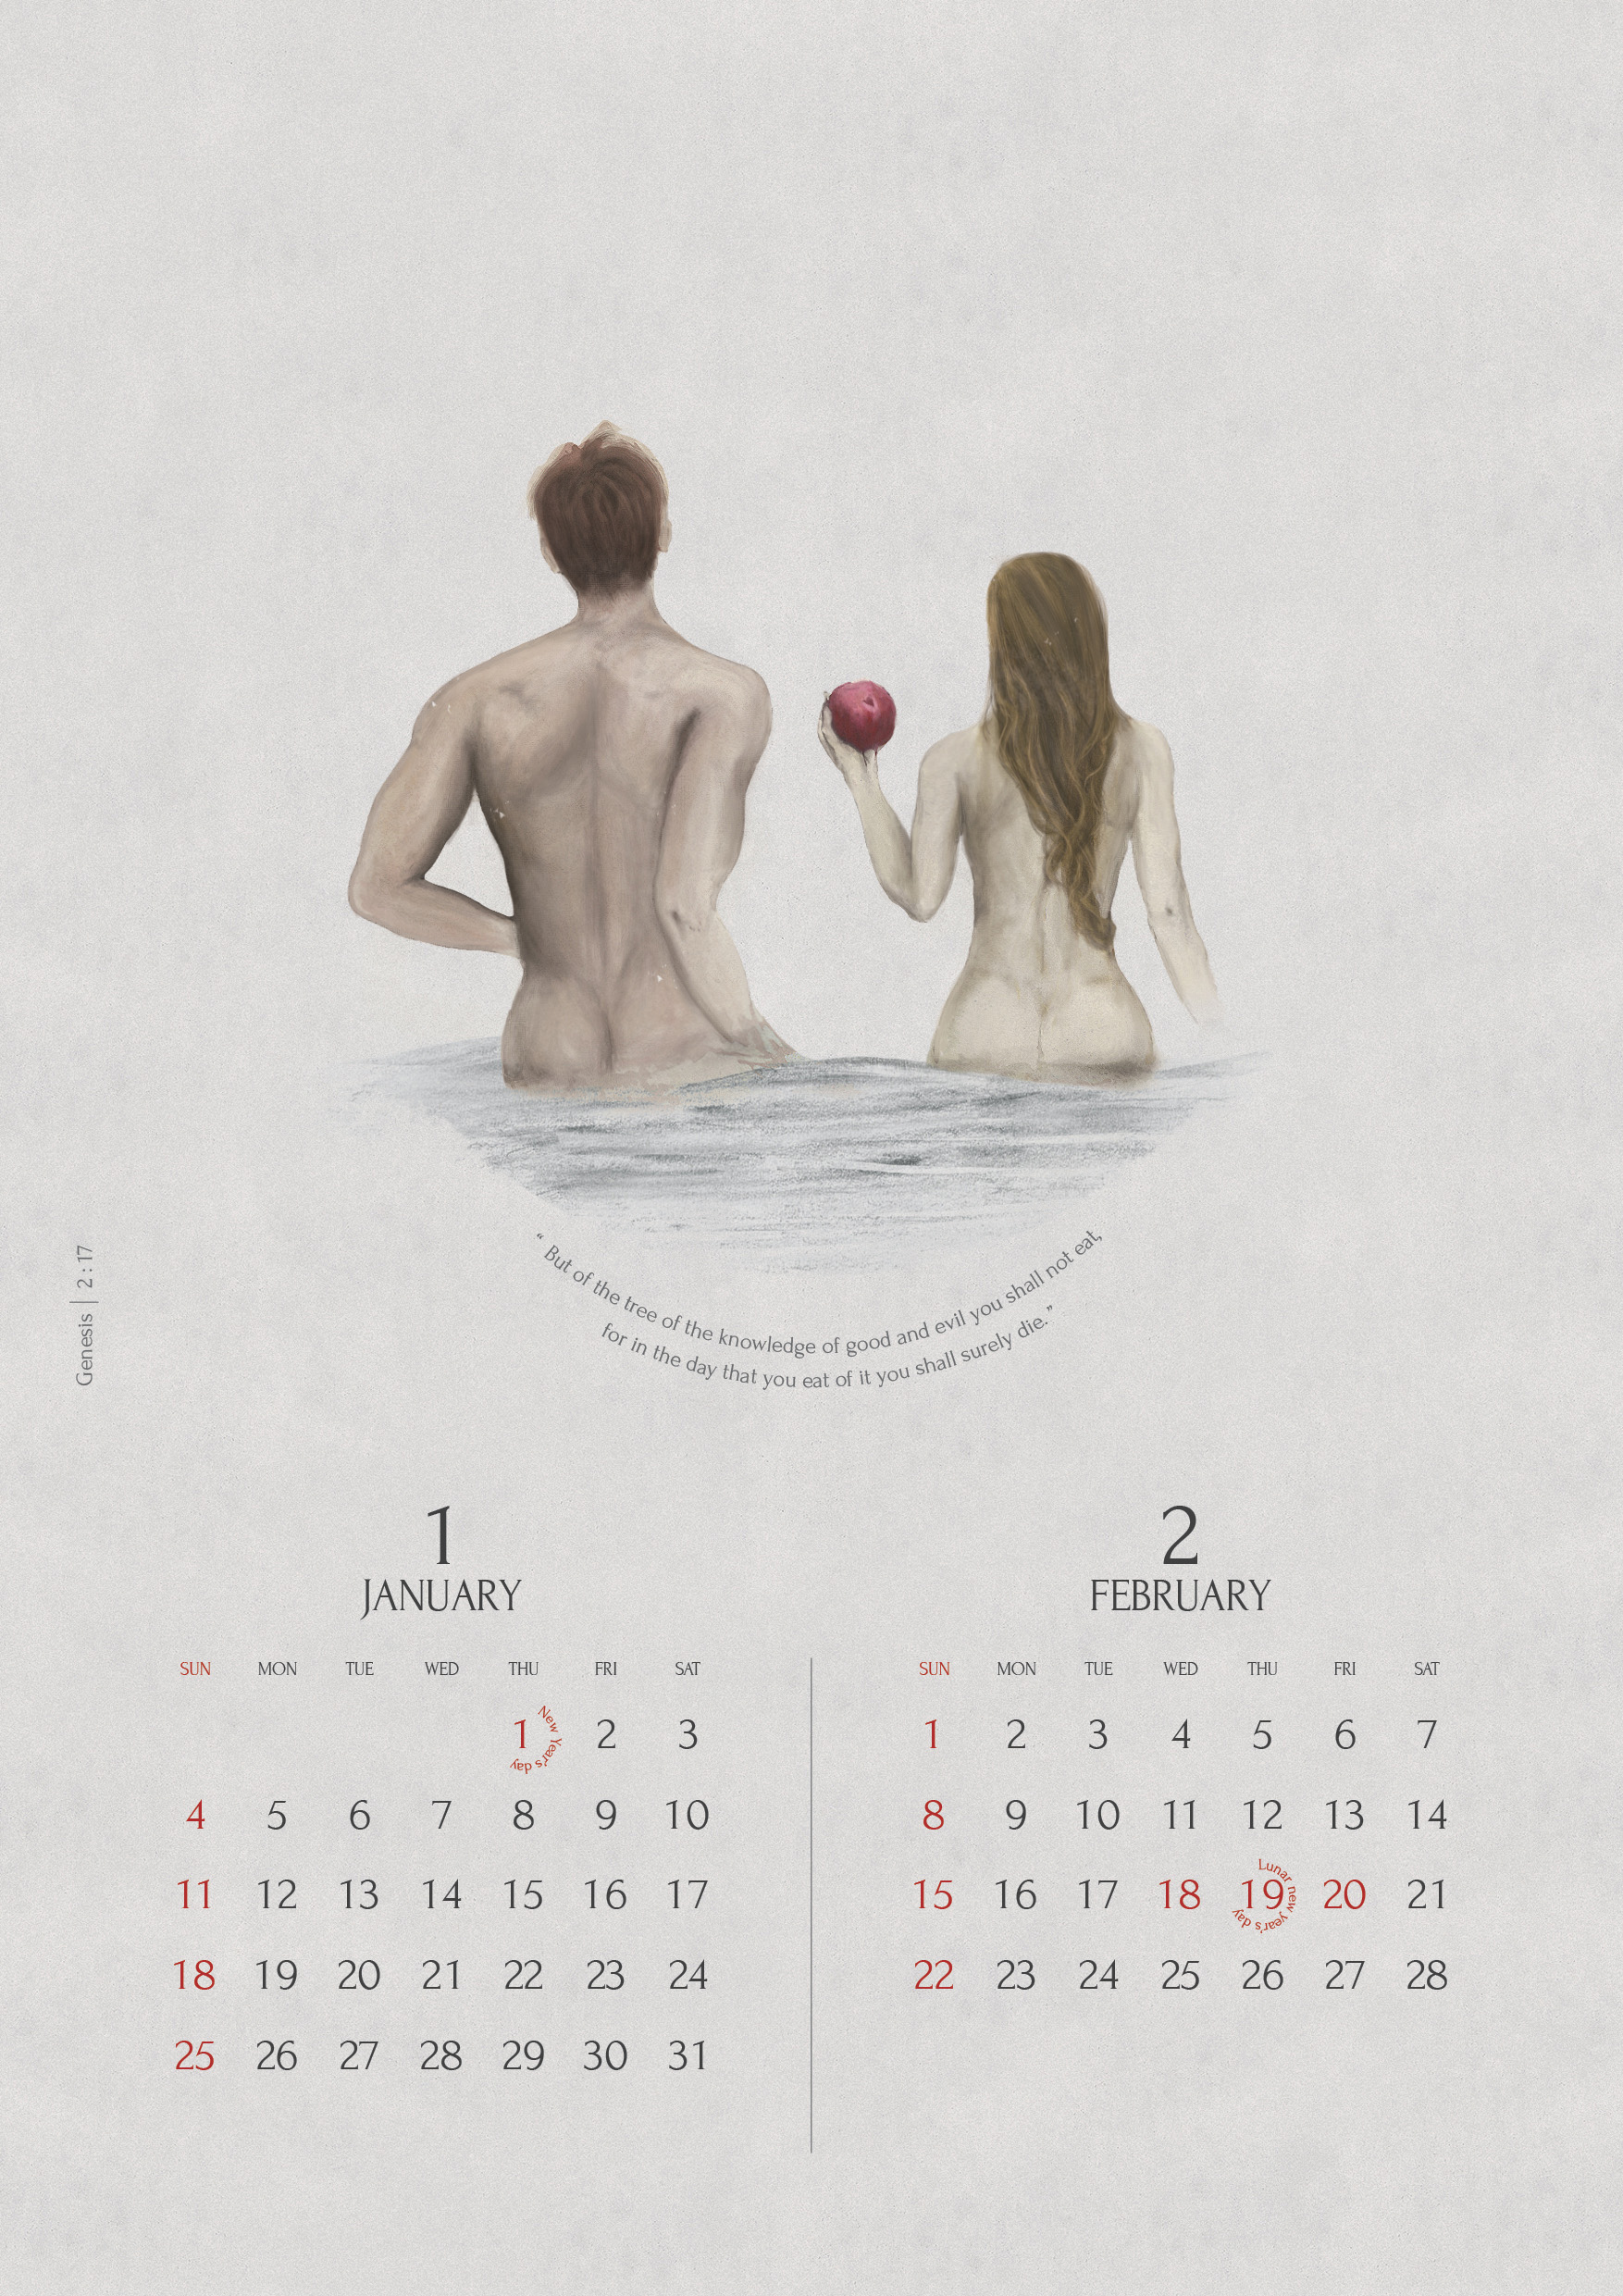 “ But of the tree of the knowledge of good and evil you shall not eat,
for in the day that you eat of it you shall surely die.”
Genesis | 2 : 17
1
JANUARY
SUN MON TUE WED THU FRI SAT
1 2 3
New Year's day
4 5 6 7 8 9 10
11 12 13 14 15 16 17
18 19 20 21 22 23 24
25 26 27 28 29 30 31
2
FEBRUARY
SUN MON TUE WED THU FRI SAT
1 2 3 4 5 6 7
8 9 10 11 12 13 14
15 16 17 18 19 20 21
Lunar new year's day
22 23 24 25 26 27 28